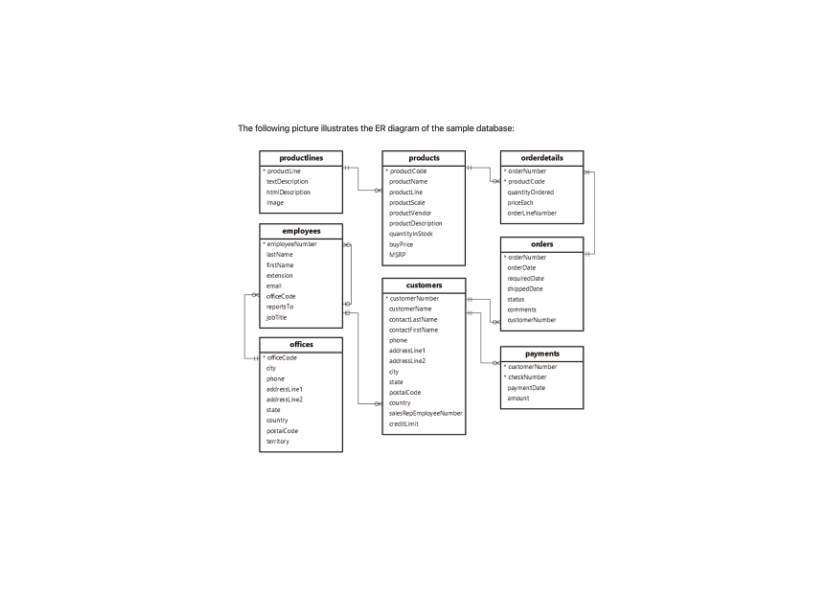 The following picture illustrates the ER diagram of the sample database:
productlines
* productLine
textDescription
htmlDescription
image
products
* productCode
productName
productLine
productScale
productVendor
productDescription
quantityInStock
buyPrice
MSRP
orderdetails
* orderNumber
* productCode
quantityOrdered
priceEach
orderLineNumber
employees
* employeeNumber
lastName
firstName
extension
email
officeCode
reportsTo
jobTitle
customers
* customerNumber
customerName
contactLastName
contactFirstName
phone
addressLine1
addressLine2
city
state
postalCode
country
salesRepEmployeeNumber
creditLimit
orders
* orderNumber
orderDate
requiredDate
shippedDate
status
comments
customerNumber
offices
* officeCode
city
phone
addressLine1
addressLine2
state
country
postalCode
territory
payments
* customerNumber
* checkNumber
paymentDate
amount